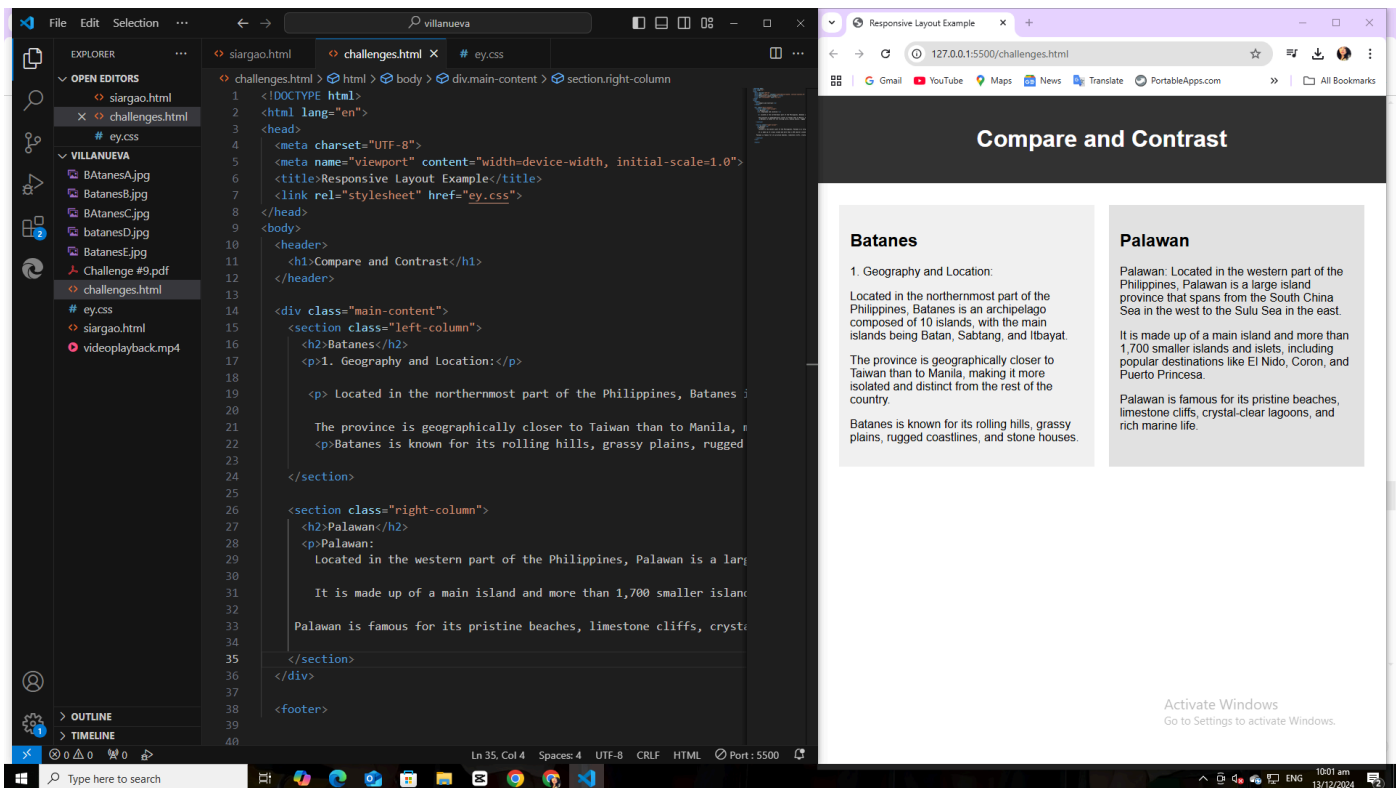 File Edit Selection ···
villanueva
EXPLORER ···
OPEN EDITORS
<> siargao.html
<> challenges.html
# ey.css
VILLANUEVA
BAtanesA.jpg
BatanesB.jpg
BAtanesC.jpg
batanesD.jpg
BatanesE.jpg
Challenge #9.pdf
<> challenges.html
# ey.css
<> siargao.html
videoplayback.mp4
OUTLINE
TIMELINE
2
1
<> siargao.html <> challenges.html # ey.css ···
<> challenges.html > html > body > div.main-content > section.right-column
1 <!DOCTYPE html>
2 <html lang="en">
3 <head>
4 <meta charset="UTF-8">
5 <meta name="viewport" content="width=device-width, initial-scale=1.0">
6 <title>Responsive Layout Example</title>
7 <link rel="stylesheet" href="ey.css">
8 </head>
9 <body>
10 <header>
11 <h1>Compare and Contrast</h1>
12 </header>
13
14 <div class="main-content">
15 <section class="left-column">
16 <h2>Batanes</h2>
17 <p>1. Geography and Location:</p>
18
19 <p> Located in the northernmost part of the Philippines, Batanes i
20
21 The province is geographically closer to Taiwan than to Manila, m
22 <p>Batanes is known for its rolling hills, grassy plains, rugged
23
24 </section>
25
26 <section class="right-column">
27 <h2>Palawan</h2>
28 <p>Palawan:
29 Located in the western part of the Philippines, Palawan is a larg
30
31 It is made up of a main island and more than 1,700 smaller island
32
33 Palawan is famous for its pristine beaches, limestone cliffs, crysta
34
35 </section>
36 </div>
37
38 <footer>
39
40
0 0 0 Ln 35, Col 4 Spaces: 4 UTF-8 CRLF HTML Port : 5500
Responsive Layout Example
127.0.0.1:5500/challenges.html
Gmail YouTube Maps News Translate PortableApps.com » All Bookmarks
Compare and Contrast
Batanes
1. Geography and Location:
Located in the northernmost part of the
Philippines, Batanes is an archipelago
composed of 10 islands, with the main
islands being Batan, Sabtang, and Itbayat.
The province is geographically closer to
Taiwan than to Manila, making it more
isolated and distinct from the rest of the
country.
Batanes is known for its rolling hills, grassy
plains, rugged coastlines, and stone houses.
Palawan
Palawan: Located in the western part of the
Philippines, Palawan is a large island
province that spans from the South China
Sea in the west to the Sulu Sea in the east.
It is made up of a main island and more than
1,700 smaller islands and islets, including
popular destinations like El Nido, Coron, and
Puerto Princesa.
Palawan is famous for its pristine beaches,
limestone cliffs, crystal-clear lagoons, and
rich marine life.
Activate Windows
Go to Settings to activate Windows.
Type here to search
ENG
10:01 am
13/12/2024
2